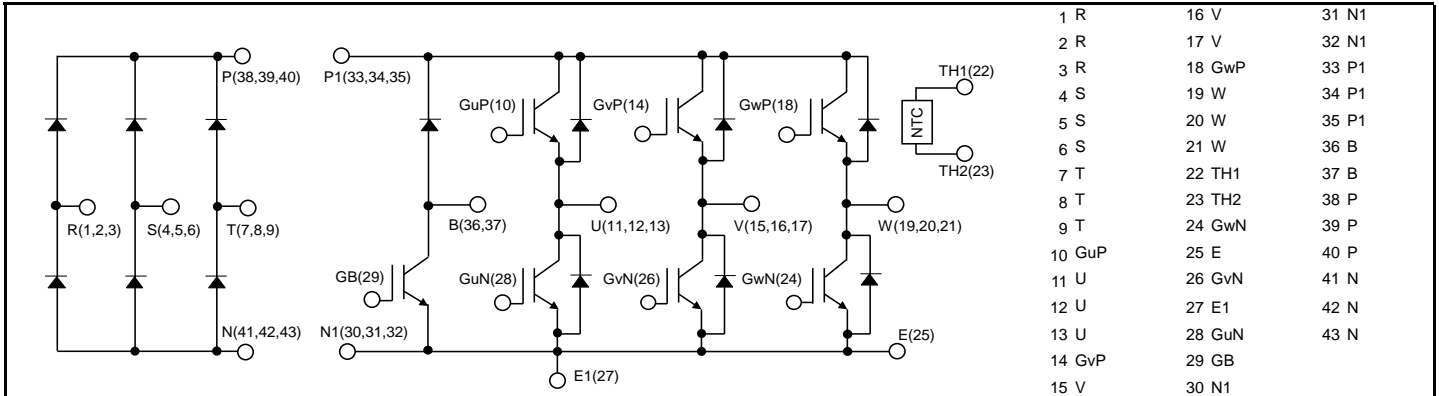 P(38,39,40)
R(1,2,3)
S(4,5,6)
T(7,8,9)
N(41,42,43)
P1(33,34,35)
GuP(10)
GvP(14)
GwP(18)
TH1(22)
NTC
TH2(23)
B(36,37)
U(11,12,13)
V(15,16,17)
W(19,20,21)
GB(29)
GuN(28)
GvN(26)
GwN(24)
N1(30,31,32)
E(25)
E1(27)
1 R
2 R
3 R
4 S
5 S
6 S
7 T
8 T
9 T
10 GuP
11 U
12 U
13 U
14 GvP
15 V
16 V
17 V
18 GwP
19 W
20 W
21 W
22 TH1
23 TH2
24 GwN
25 E
26 GvN
27 E1
28 GuN
29 GB
30 N1
31 N1
32 N1
33 P1
34 P1
35 P1
36 B
37 B
38 P
39 P
40 P
41 N
42 N
43 N